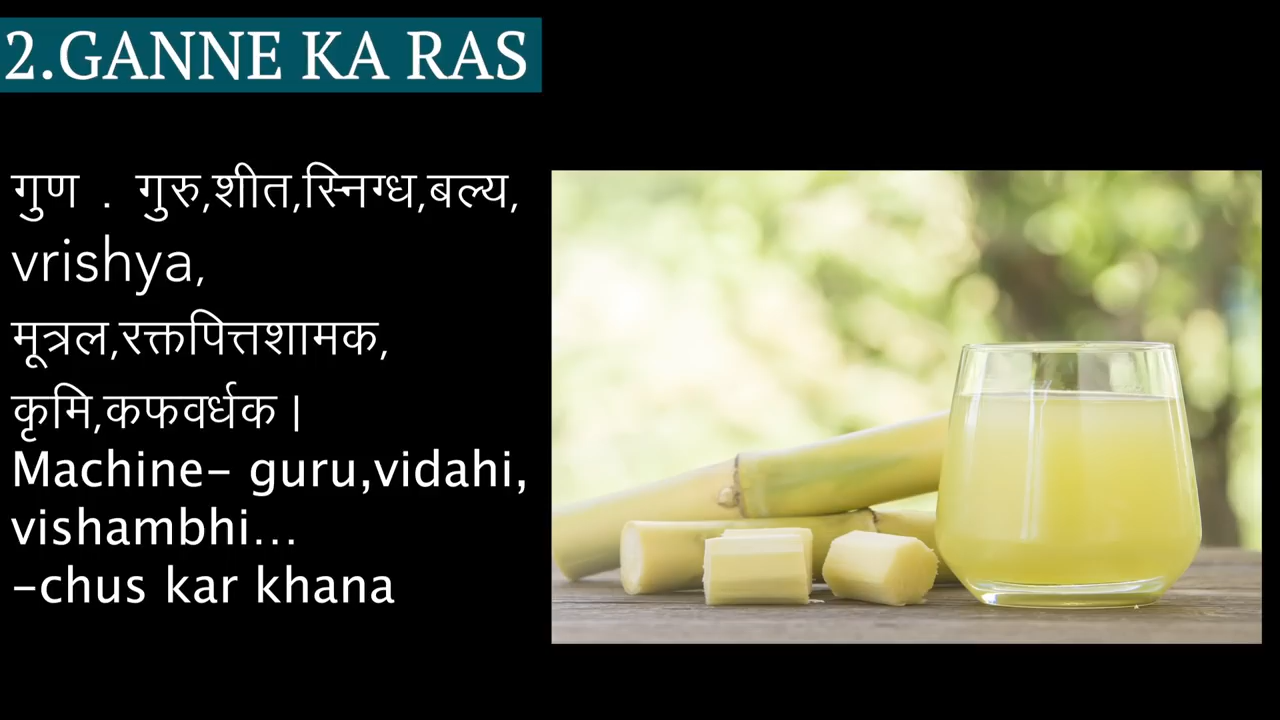 2.GANNE KA RAS
गुण . गुरु,शीत,स्निग्ध,बल्य,
vrishya,
मूत्रल,रक्तपित्तशामक,
कृमि,कफवर्धक |
Machine- guru,vidahi,
vishambhi...
-chus kar khana